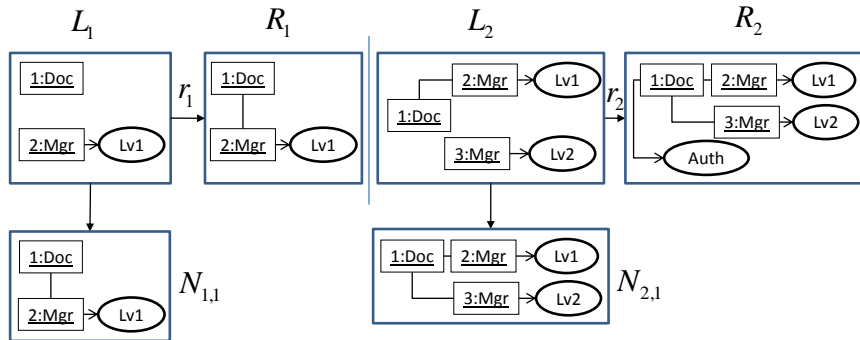 L₁ R₁ L₂ R₂
1:Doc 1:Doc 2:Mgr Lv1 1:Doc 2:Mgr Lv1
r₁ r₂
1:Doc 3:Mgr Lv2
2:Mgr Lv1 2:Mgr Lv1 3:Mgr Lv2 Auth
1:Doc 1:Doc 2:Mgr Lv1
N₁,₁ N₂,₁
2:Mgr Lv1 3:Mgr Lv2